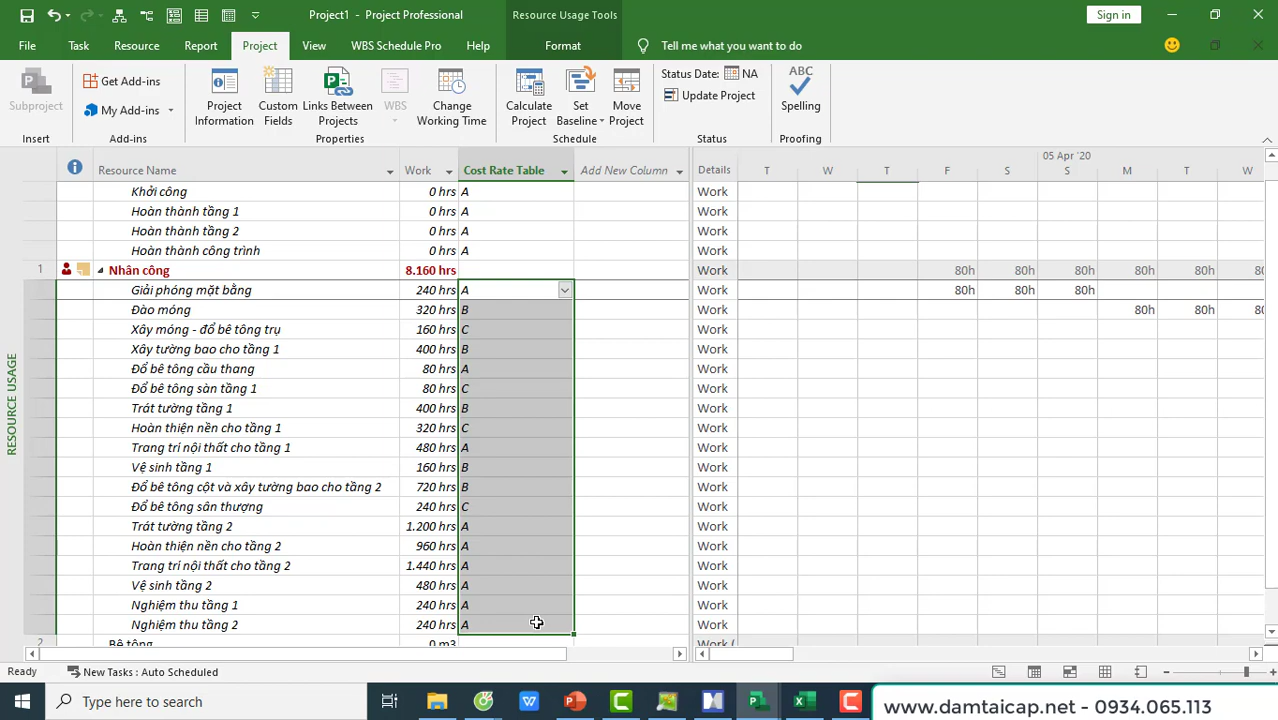 Project1 - Project Professional
Resource Usage Tools
Sign in
File Task Resource Report Project View WBS Schedule Pro Help Format Tell me what you want to do
Subproject
Get Add-ins
My Add-ins
Project Information
Custom Fields
Links Between Projects
WBS
Change Working Time
Calculate Project
Set Baseline
Move Project
Status Date: NA
Update Project
ABC
Spelling
Insert Add-ins Properties Schedule Status Proofing
05 Apr '20
Resource Name Work Cost Rate Table Add New Column Details T W T F S S M T W
Khởi công 0 hrs A Work
Hoàn thành tầng 1 0 hrs A Work
Hoàn thành tầng 2 0 hrs A Work
Hoàn thành công trình 0 hrs A Work
1 Nhân công 8.160 hrs Work 80h 80h 80h 80h 80h
Giải phóng mặt bằng 240 hrs A Work 80h 80h 80h
Đào móng 320 hrs B Work 80h 80h
Xây móng - đổ bê tông trụ 160 hrs C Work
Xây tường bao cho tầng 1 400 hrs B Work
Đổ bê tông cầu thang 80 hrs A Work
Đổ bê tông sàn tầng 1 80 hrs C Work
Trát tường tầng 1 400 hrs B Work
Hoàn thiện nền cho tầng 1 320 hrs C Work
Trang trí nội thất cho tầng 1 480 hrs A Work
Vệ sinh tầng 1 160 hrs B Work
Đổ bê tông cột và xây tường bao cho tầng 2 720 hrs B Work
Đổ bê tông sân thượng 240 hrs C Work
Trát tường tầng 2 1.200 hrs A Work
Hoàn thiện nền cho tầng 2 960 hrs A Work
Trang trí nội thất cho tầng 2 1.440 hrs A Work
Vệ sinh tầng 2 480 hrs A Work
Nghiệm thu tầng 1 240 hrs A Work
Nghiệm thu tầng 2 240 hrs A Work
2 Bê tông 0 m3 Work (
RESOURCE USAGE
Ready New Tasks : Auto Scheduled
Type here to search
www.damtaicap.net - 0934.065.113